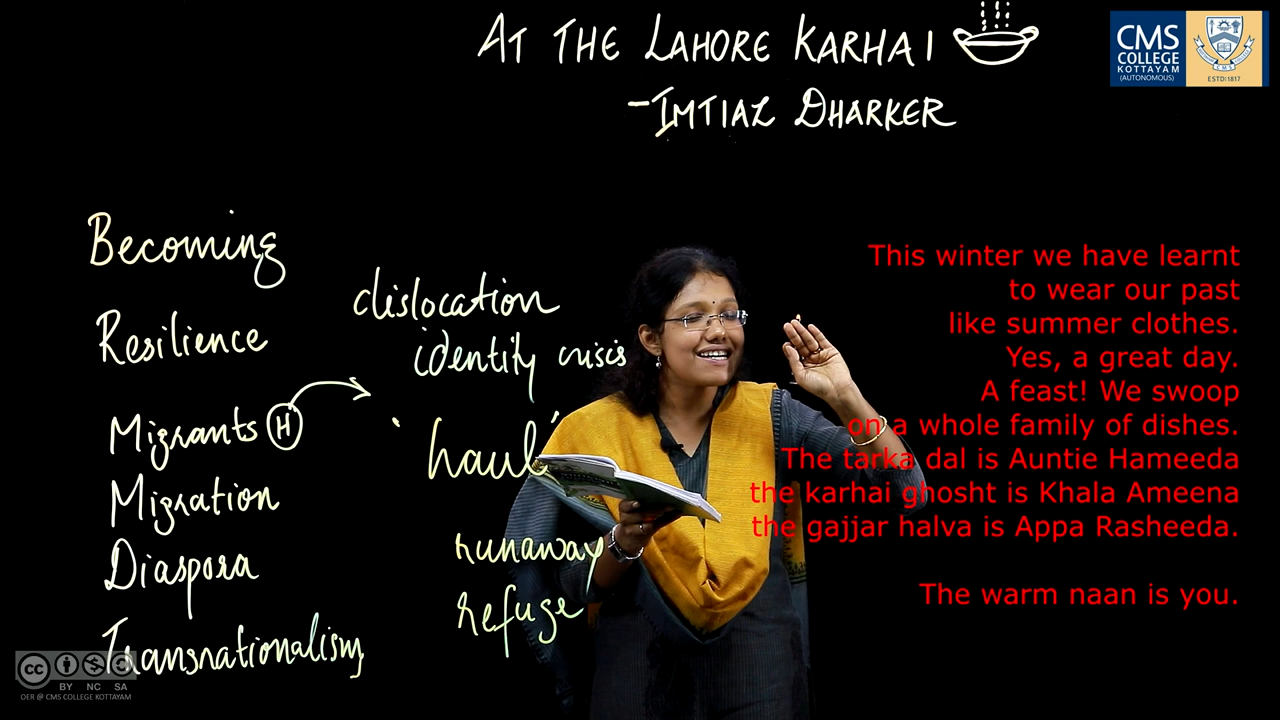 AT THE LAHORE KARHAI
-IMTIAZ DHARKER
CMS
COLLEGE
KOTTAYAM
(AUTONOMOUS)
ESTD:1817
Becoming
Resilience
Migrants H
Migration
Diaspora
Transnationalism
dislocation
identity crisis
'haul'
runaway
refuge
This winter we have learnt
to wear our past
like summer clothes.
Yes, a great day.
A feast! We swoop
on a whole family of dishes.
The tarka dal is Auntie Hameeda
the karhai ghosht is Khala Ameena
the gajjar halva is Appa Rasheeda.
The warm naan is you.
cc
BY NC SA
OER @ CMS COLLEGE KOTTAYAM